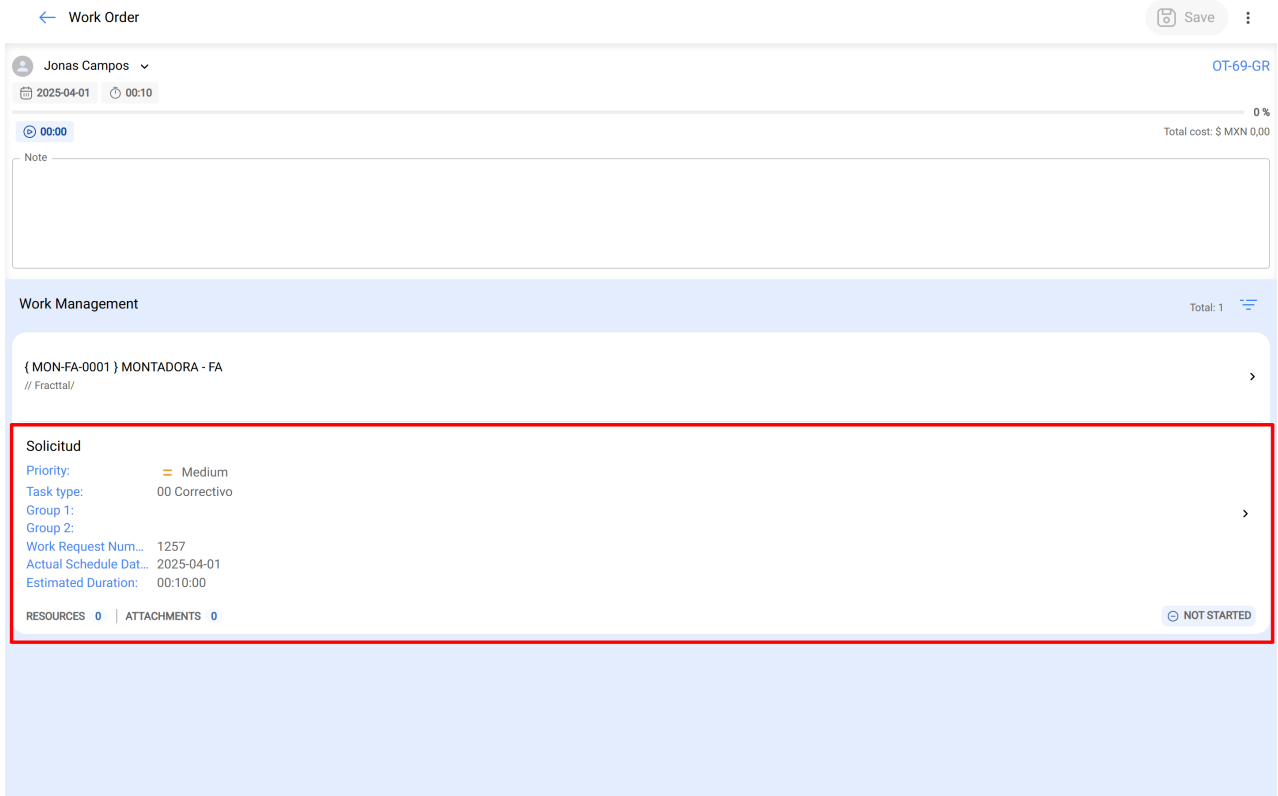 Work Order
Save
Jonas Campos
OT-69-GR
2025-04-01 00:10
0 %
00:00
Total cost: $ MXN 0,00
Note
Work Management
Total: 1
{ MON-FA-0001 } MONTADORA - FA
// Fracttal/
Solicitud
Priority: Medium
Task type: 00 Correctivo
Group 1:
Group 2:
Work Request Num... 1257
Actual Schedule Dat... 2025-04-01
Estimated Duration: 00:10:00
RESOURCES 0 ATTACHMENTS 0
NOT STARTED